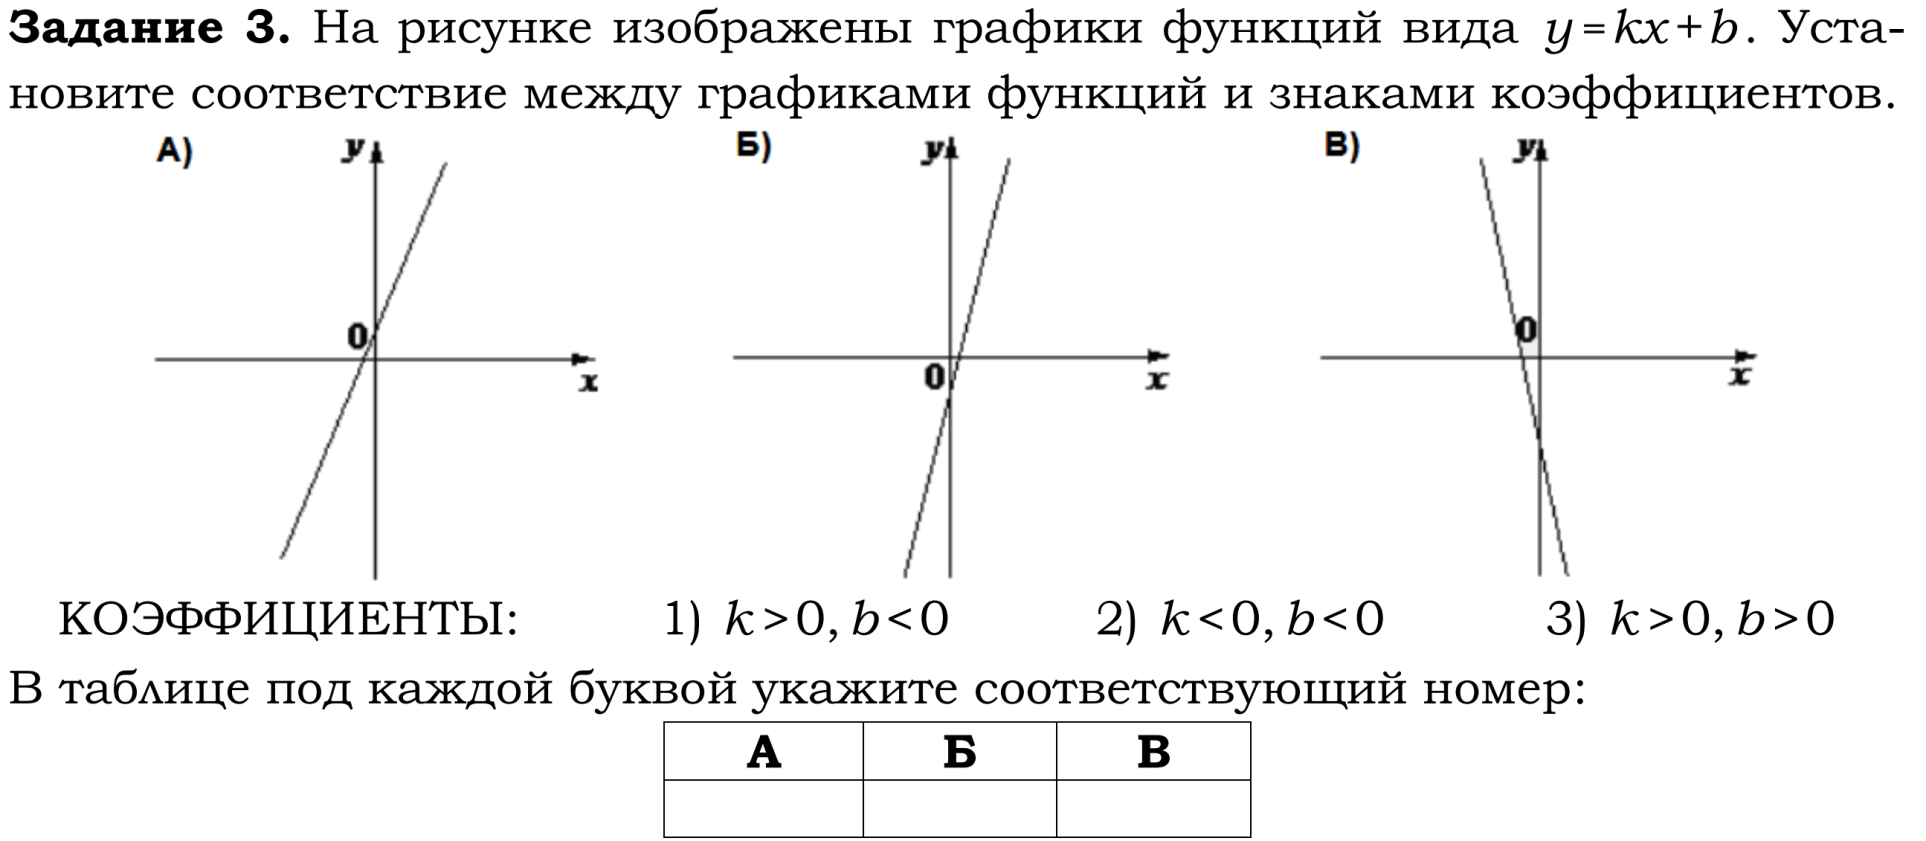 Задание 3. На рисунке изображены графики функций вида y=kx+b. Уста-
новите соответствие между графиками функций и знаками коэффициентов.
А) y 0 x Б) y 0 x В) y 0 x
КОЭФФИЦИЕНТЫ: 1) k>0, b<0 2) k<0, b<0 3) k>0, b>0
В таблице под каждой буквой укажите соответствующий номер:
А Б В